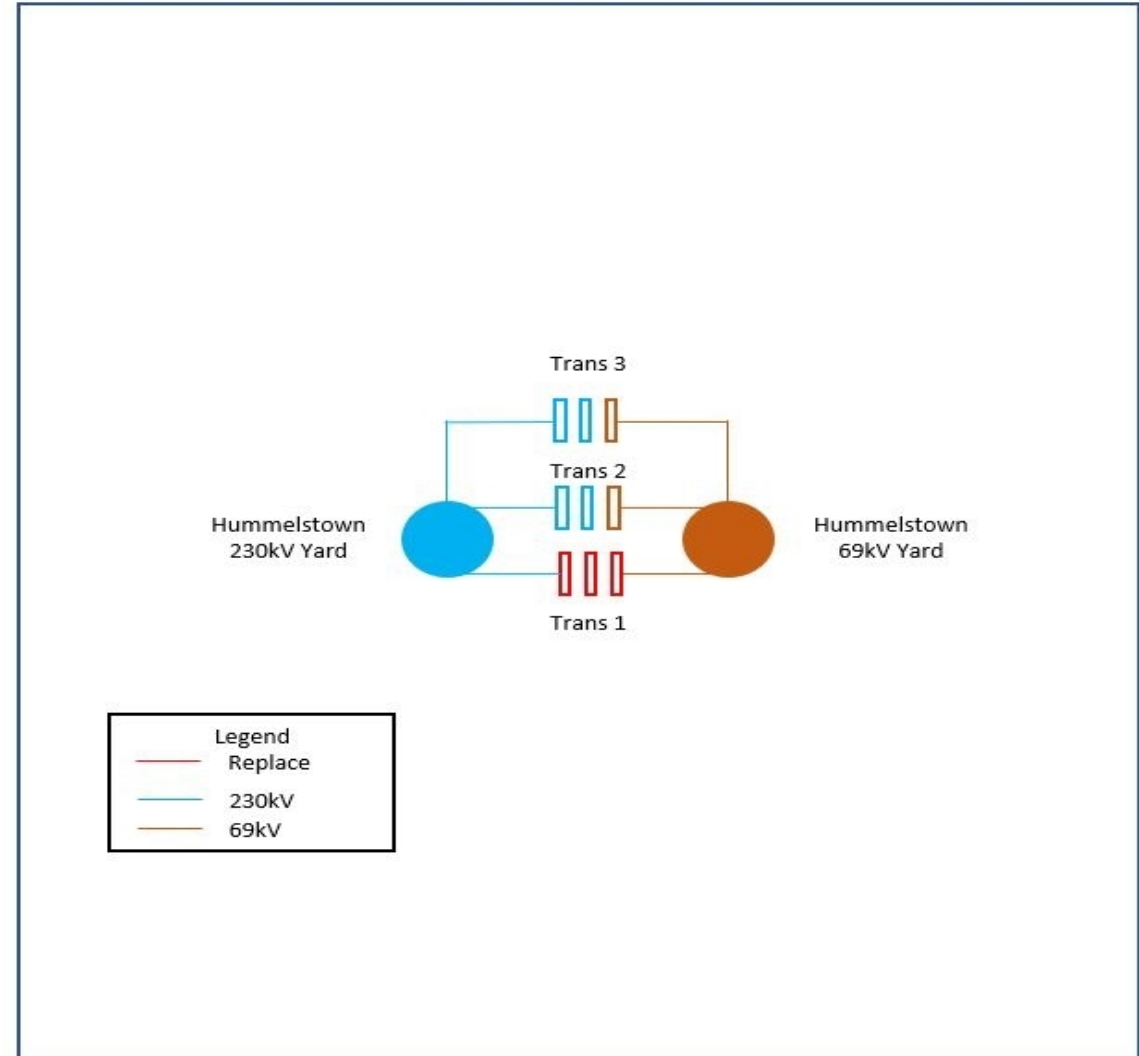 Trans 3
Trans 2
Hummelstown
230kV Yard
Hummelstown
69kV Yard
Trans 1
Legend
Replace
230kV
69kV